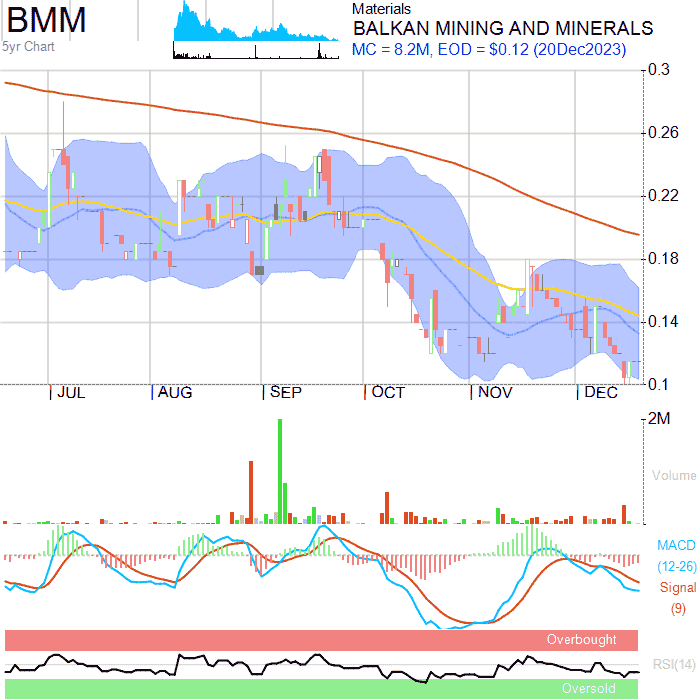 BMM
5yr Chart
Materials
BALKAN MINING AND MINERALS
MC = 8.2M, EOD = $0.12 (20Dec2023)
0.3
0.26
0.22
0.18
0.14
0.1
JUL AUG SEP OCT NOV DEC
2M
Volume
MACD
(12-26)
Signal
(9)
Overbought
RSI(14)
Oversold